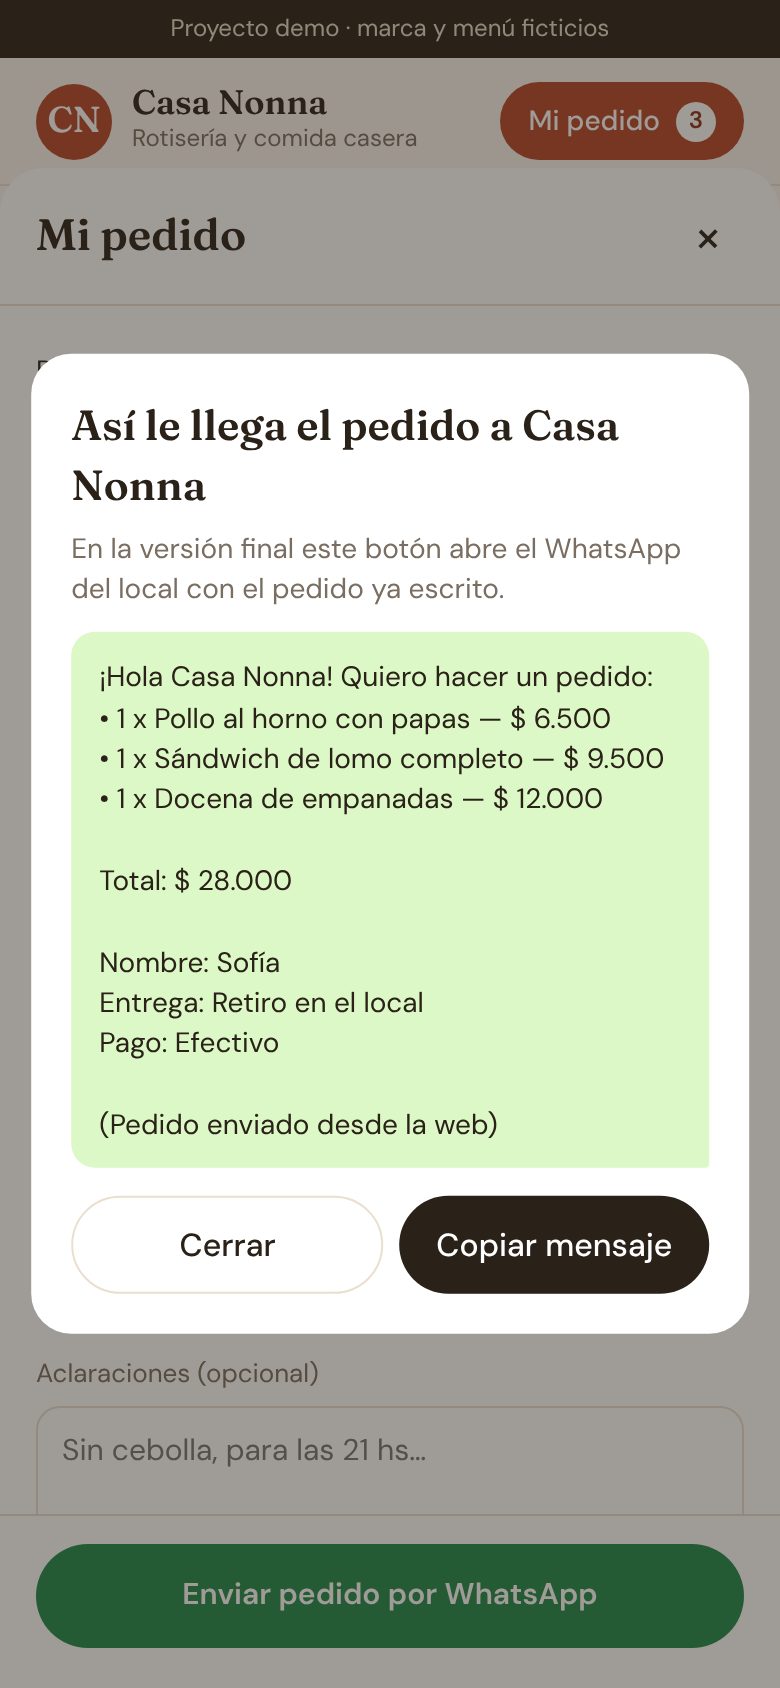 Proyecto demo · marca y menú ficticios
CN
Casa Nonna
Rotisería y comida casera
Mi pedido 3
Mi pedido
×
Así le llega el pedido a Casa
Nonna
En la versión final este botón abre el WhatsApp
del local con el pedido ya escrito.
¡Hola Casa Nonna! Quiero hacer un pedido:
• 1 x Pollo al horno con papas — $ 6.500
• 1 x Sándwich de lomo completo — $ 9.500
• 1 x Docena de empanadas — $ 12.000
Total: $ 28.000
Nombre: Sofía
Entrega: Retiro en el local
Pago: Efectivo
(Pedido enviado desde la web)
Cerrar
Copiar mensaje
Aclaraciones (opcional)
Sin cebolla, para las 21 hs...
Enviar pedido por WhatsApp